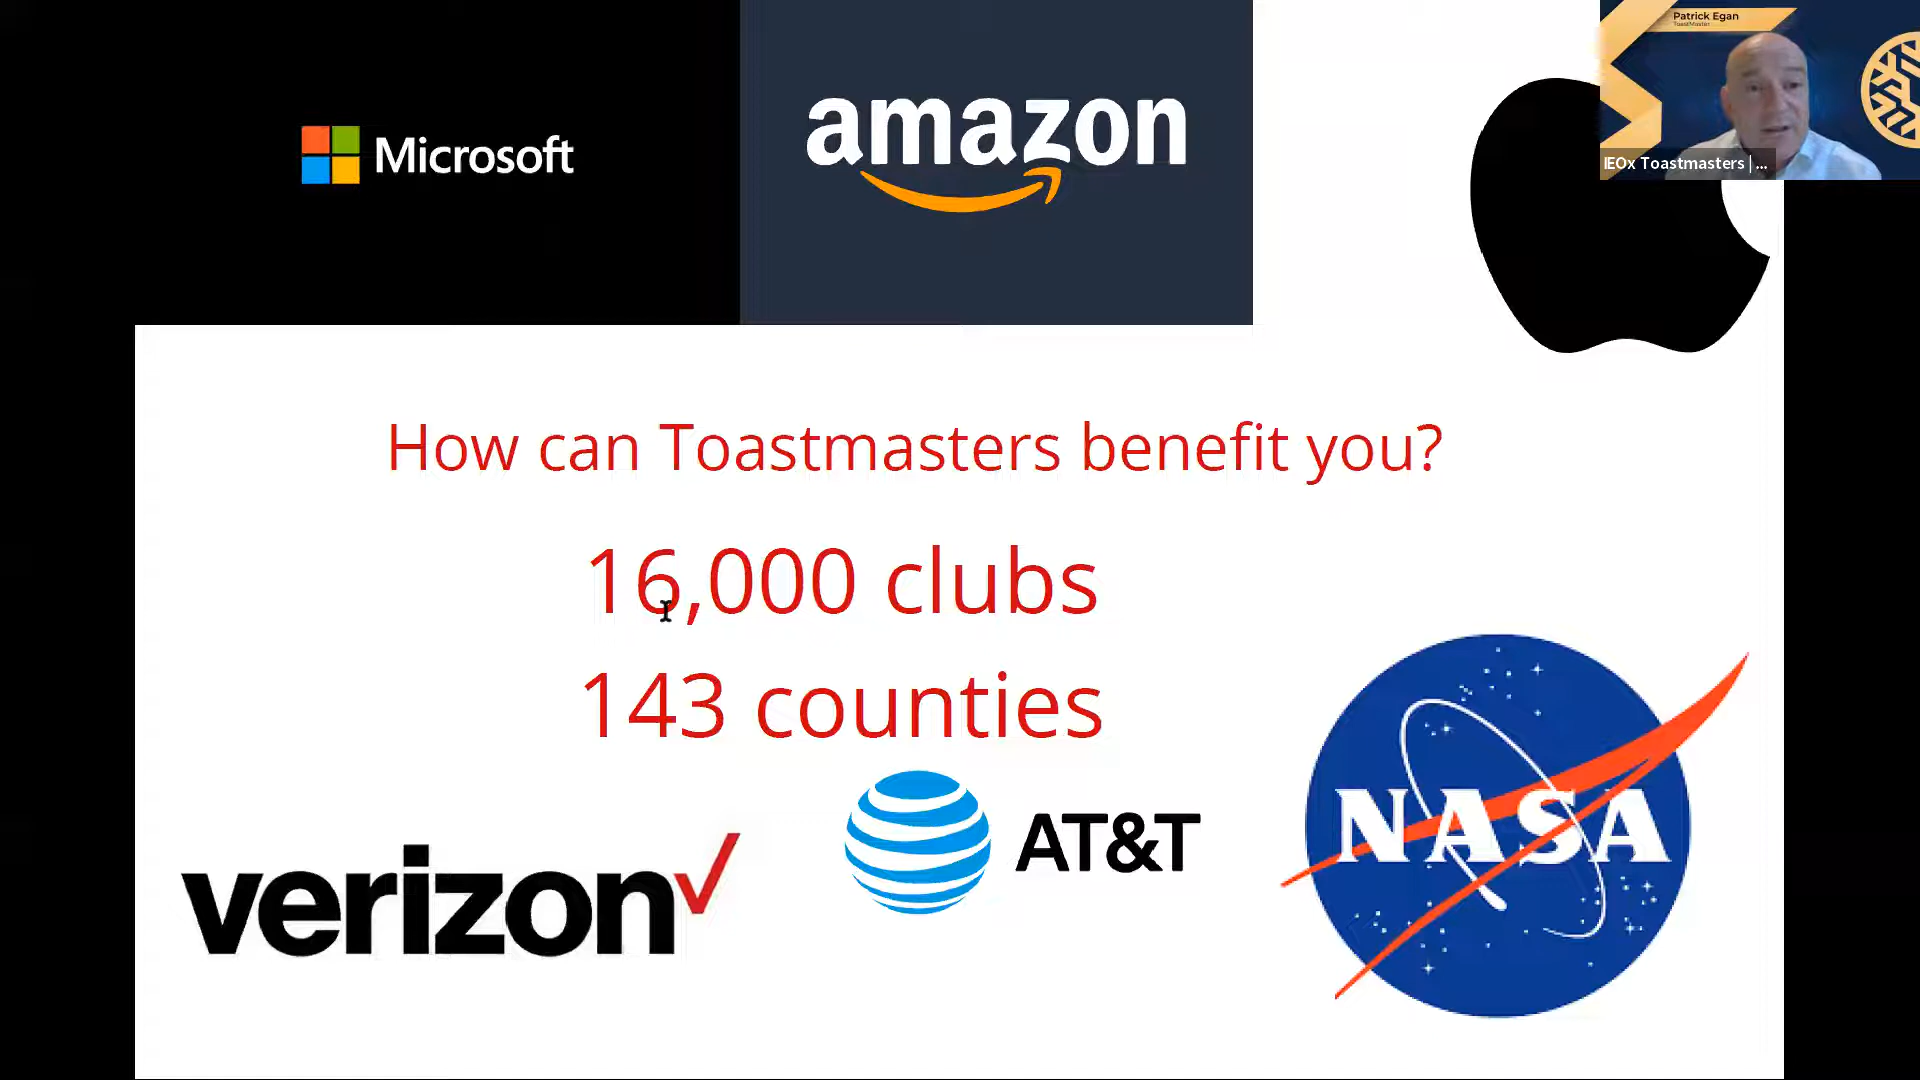 Microsoft
amazon
Patrick Egan
ToastMaster
IEOx Toastmasters | ...
How can Toastmasters benefit you?
16,000 clubs
143 counties
verizon
AT&T
NASA